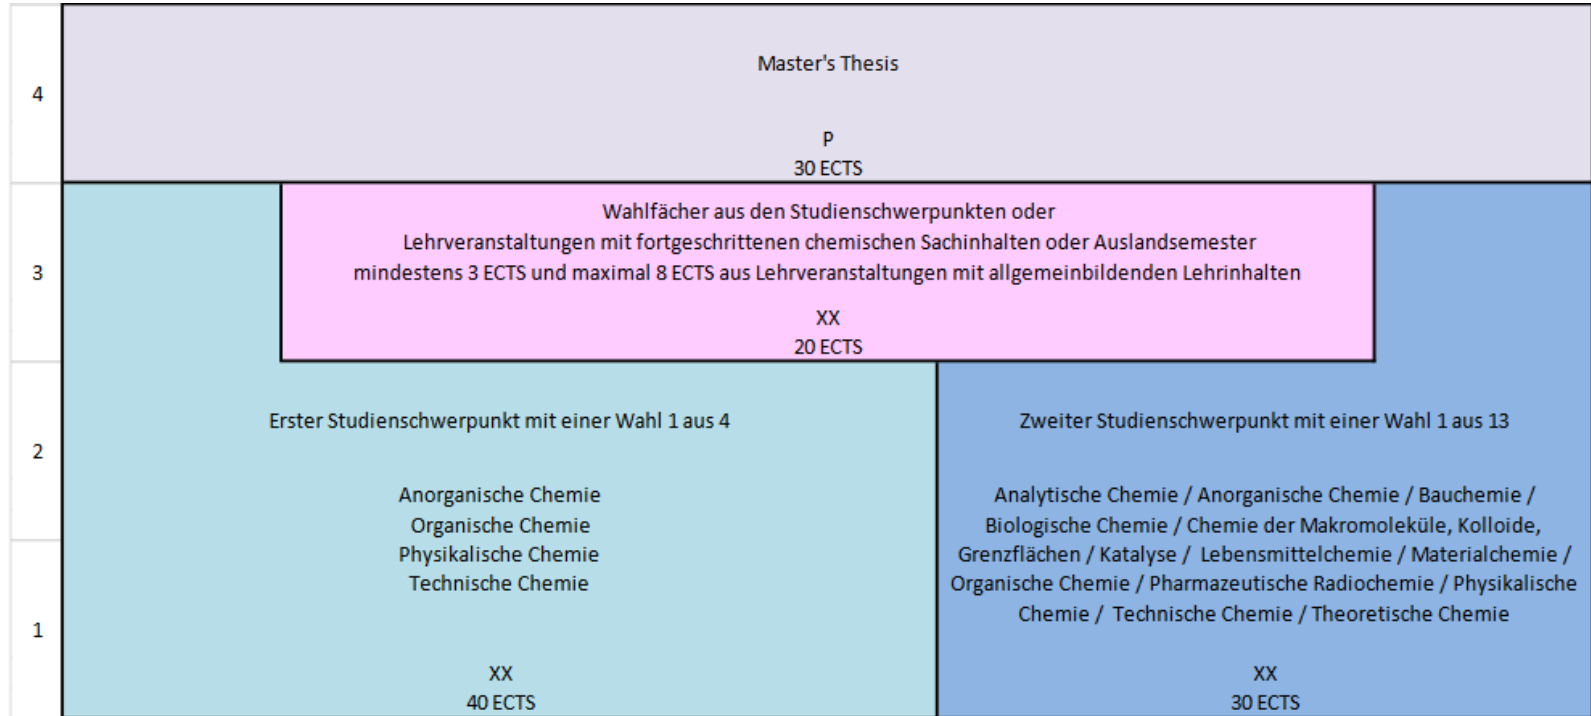 4
Master's Thesis
P
30 ECTS
3
Wahlfächer aus den Studienschwerpunkten oder
Lehrveranstaltungen mit fortgeschrittenen chemischen Sachinhalten oder Auslandsemester
mindestens 3 ECTS und maximal 8 ECTS aus Lehrveranstaltungen mit allgemeinbildenden Lehrinhalten
XX
20 ECTS
2
1
Erster Studienschwerpunkt mit einer Wahl 1 aus 4
Anorganische Chemie
Organische Chemie
Physikalische Chemie
Technische Chemie
XX
40 ECTS
Zweiter Studienschwerpunkt mit einer Wahl 1 aus 13
Analytische Chemie / Anorganische Chemie / Bauchemie /
Biologische Chemie / Chemie der Makromoleküle, Kolloide,
Grenzflächen / Katalyse / Lebensmittelchemie / Materialchemie /
Organische Chemie / Pharmazeutische Radiochemie / Physikalische
Chemie / Technische Chemie / Theoretische Chemie
XX
30 ECTS